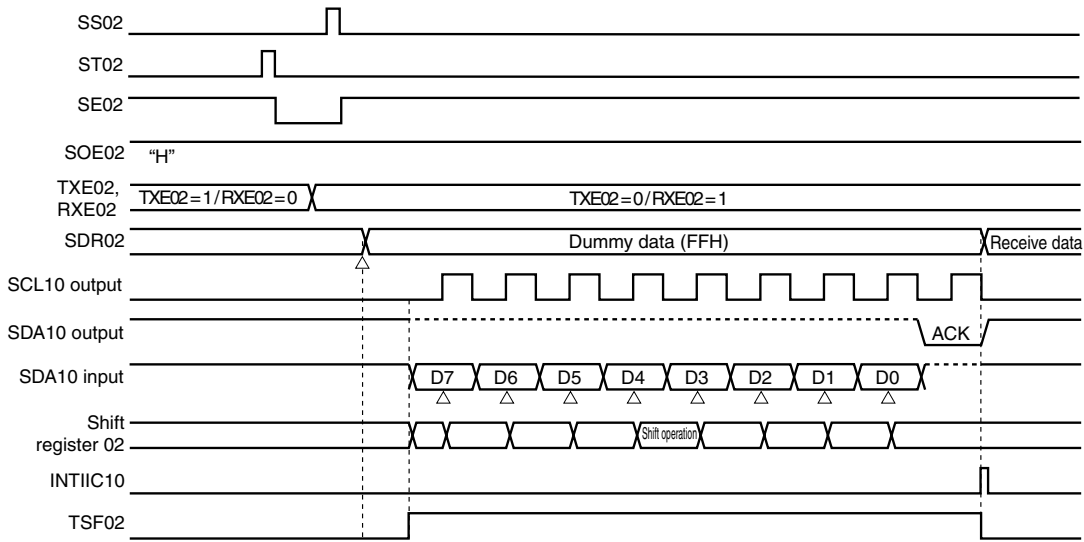 SS02
ST02
SE02
SOE02 “H”
TXE02,
RXE02
TXE02=1/RXE02=0 TXE02=0/RXE02=1
SDR02 Dummy data (FFH) Receive data
SCL10 output
SDA10 output ACK
SDA10 input D7 D6 D5 D4 D3 D2 D1 D0
Shift
register 02
Shift operation
INTIIC10
TSF02